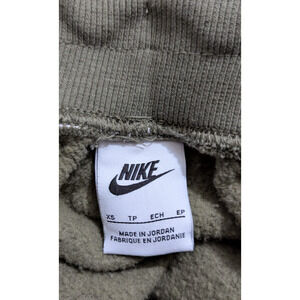 NIKE
XS TP ECH EP
MADE IN JORDAN
FABRIQUE EN JORDANIE